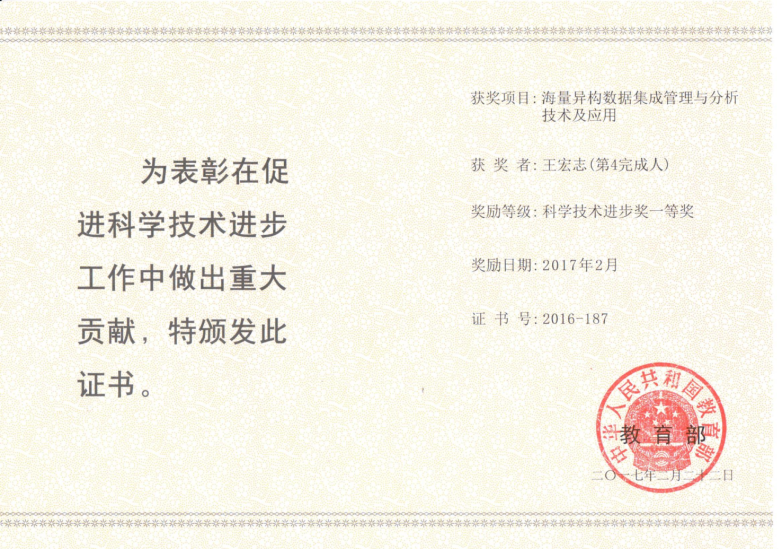 为表彰在促
进科学技术进步
工作中做出重大
贡献，特颁发此
证书。
获奖项目：海量异构数据集成管理与分析
技术及应用
获 奖 者：王宏志(第4完成人)
奖励等级：科学技术进步奖一等奖
奖励日期：2017年2月
证 书 号：2016-187
中华人民共和国教育部
教育部
二〇一七年二月二十二日